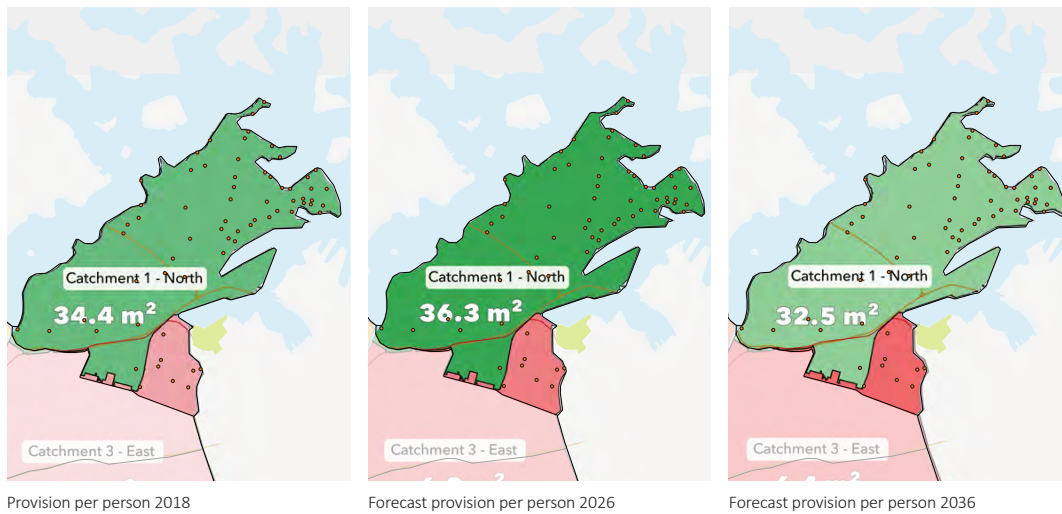 Catchment 1 - North
34.4 m²
Catchment 3 - East
Provision per person 2018
Catchment 1 - North
36.3 m²
Catchment 3 - East
Forecast provision per person 2026
Catchment 1 - North
32.5 m²
Catchment 3 - East
Forecast provision per person 2036